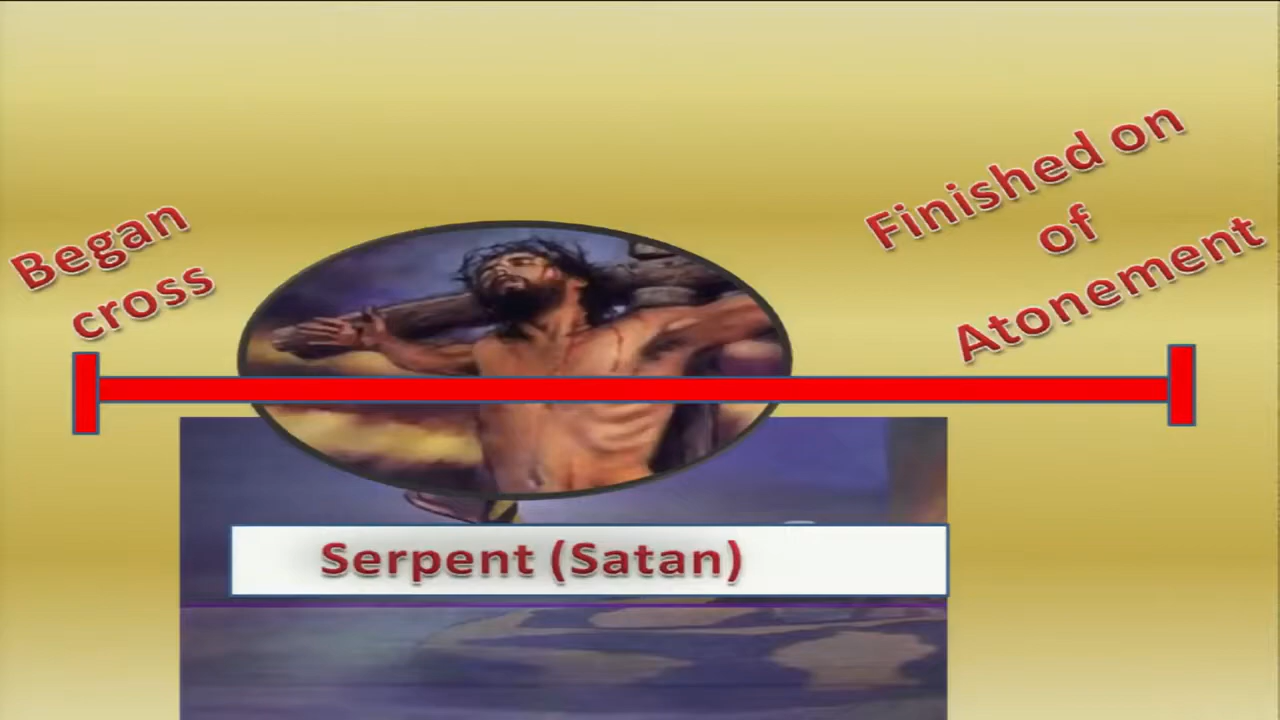 Began
cross
Finished on
of
Atonement
Serpent (Satan)